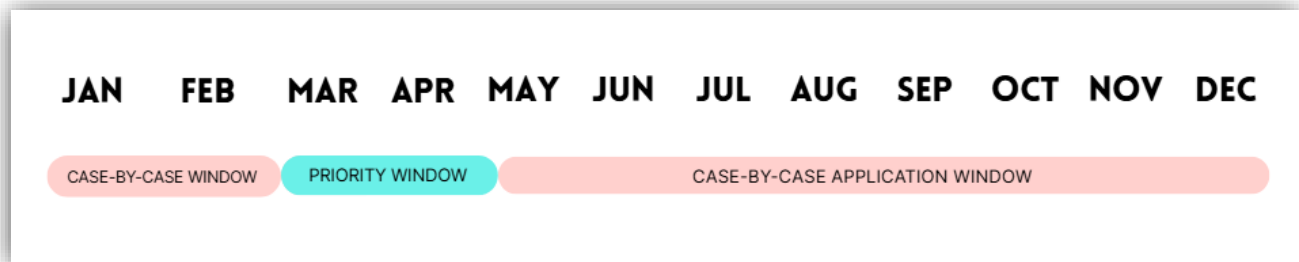 JAN FEB MAR APR MAY JUN JUL AUG SEP OCT NOV DEC
CASE-BY-CASE WINDOW PRIORITY WINDOW CASE-BY-CASE APPLICATION WINDOW